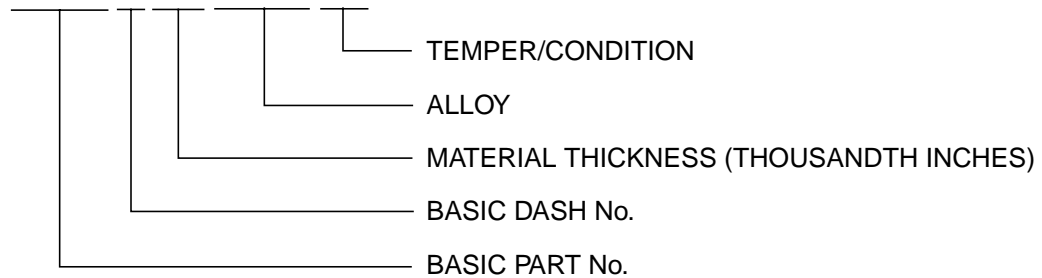 TEMPER/CONDITION
ALLOY
MATERIAL THICKNESS (THOUSANDTH INCHES)
BASIC DASH No.
BASIC PART No.